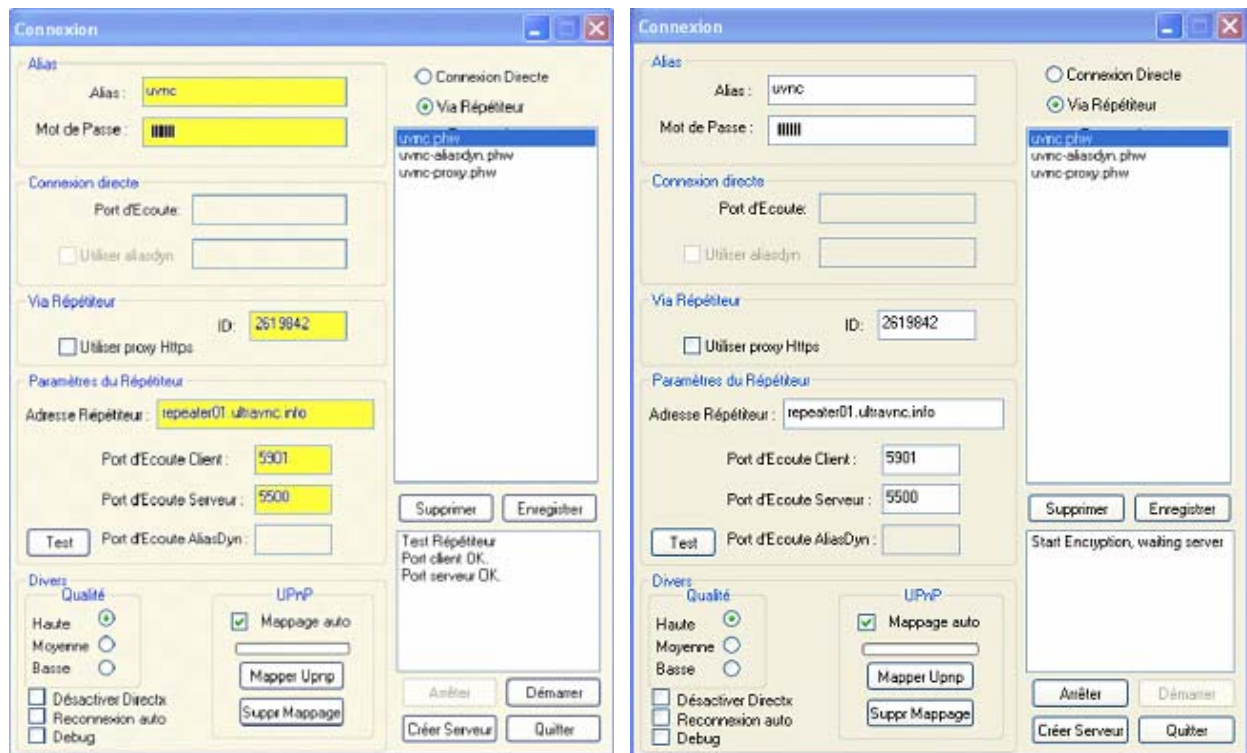 Connexion
Alias
Alias :
uvnc
Mot de Passe :
Connexion directe
Port d'Ecoute:
Utiliser aliasdyn
Via Répétiteur
ID:
2619842
Utiliser proxy Https
Paramètres du Répétiteur
Adresse Répétiteur :
repeater01.ultravnc.info
Port d'Ecoute Client :
5901
Port d'Ecoute Serveur :
5500
Test
Port d'Ecoute AliasDyn :
Divers
Qualité
Haute
Moyenne
Basse
Désactiver Directx
Reconnexion auto
Debug
UPnP
Mappage auto
Mapper Upnp
Suppr Mappage
Connexion Directe
Via Répétiteur
uvnc.phw
uvnc-aliasdyn.phw
uvnc-proxy.phw
Supprimer
Enregistrer
Test Répétiteur
Port client OK.
Port serveur OK.
Arrêter
Démarrer
Créer Serveur
Quitter
Connexion
Alias
Alias :
uvnc
Mot de Passe :
Connexion directe
Port d'Ecoute:
Utiliser aliasdyn
Via Répétiteur
ID:
2619842
Utiliser proxy Https
Paramètres du Répétiteur
Adresse Répétiteur :
repeater01.ultravnc.info
Port d'Ecoute Client :
5901
Port d'Ecoute Serveur :
5500
Test
Port d'Ecoute AliasDyn :
Divers
Qualité
Haute
Moyenne
Basse
Désactiver Directx
Reconnexion auto
Debug
UPnP
Mappage auto
Mapper Upnp
Suppr Mappage
Connexion Directe
Via Répétiteur
uvnc.phw
uvnc-aliasdyn.phw
uvnc-proxy.phw
Supprimer
Enregistrer
Start Encryption, waiting server
Arrêter
Démarrer
Créer Serveur
Quitter